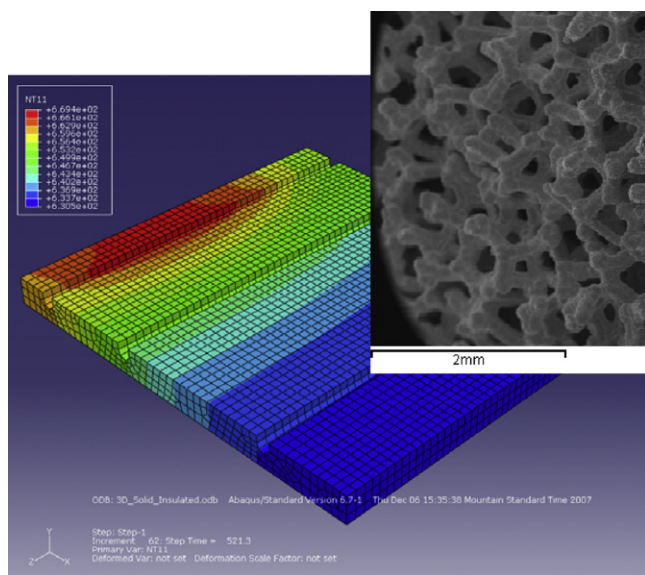 NT11
+6.694e+02
+6.661e+02
+6.629e+02
+6.596e+02
+6.564e+02
+6.532e+02
+6.499e+02
+6.467e+02
+6.434e+02
+6.402e+02
+6.369e+02
+6.337e+02
+6.305e+02
2mm
ODB: 3D_Solid_Insulated.odb Abaqus/Standard Version 6.7-1 Thu Dec 06 15:35:38 Mountain Standard Time 2007
Y
Z X
Step: Step-1
Increment 62: Step Time = 521.3
Primary Var: NT11
Deformed Var: not set Deformation Scale Factor: not set